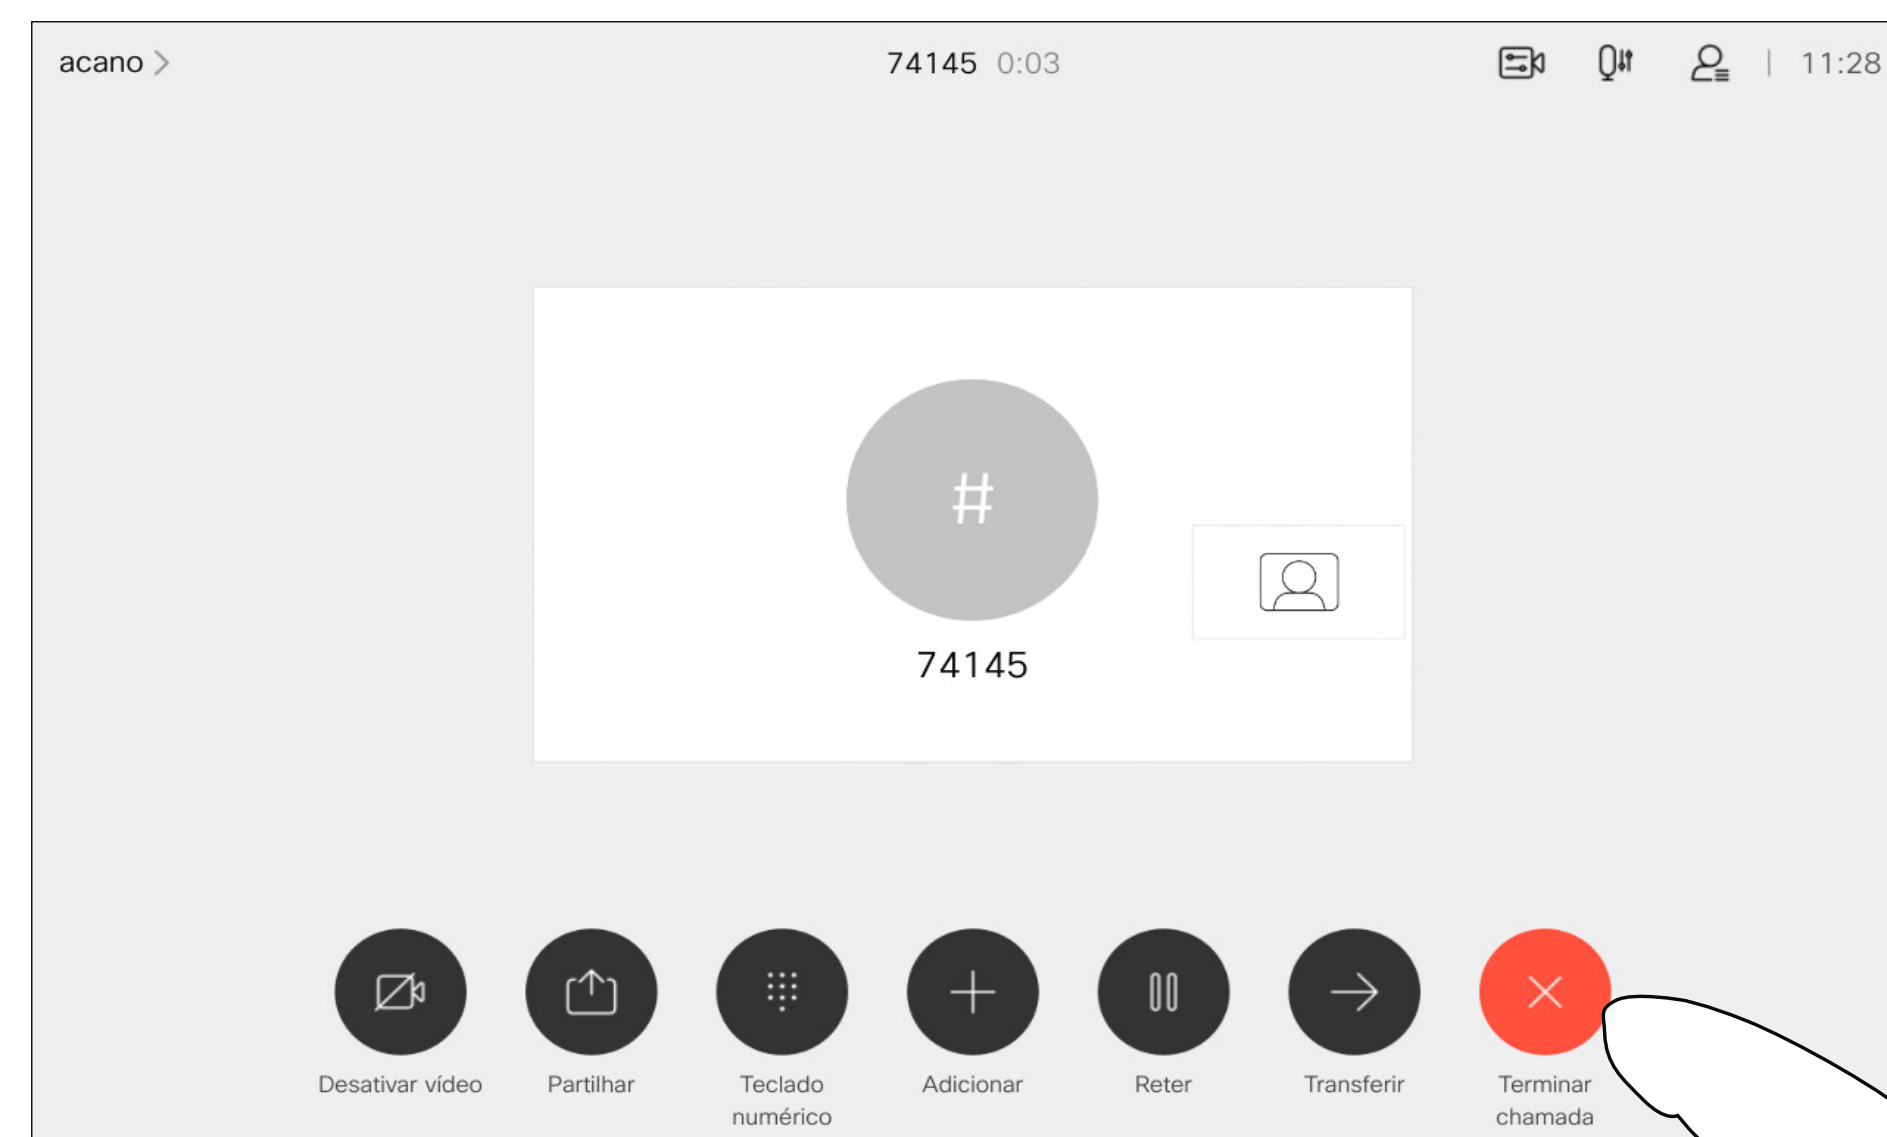 acano
74145 0:03
11:28
#
74145
Desativar vídeo
Partilhar
Teclado
numérico
Adicionar
Reter
Transferir
Terminar
chamada